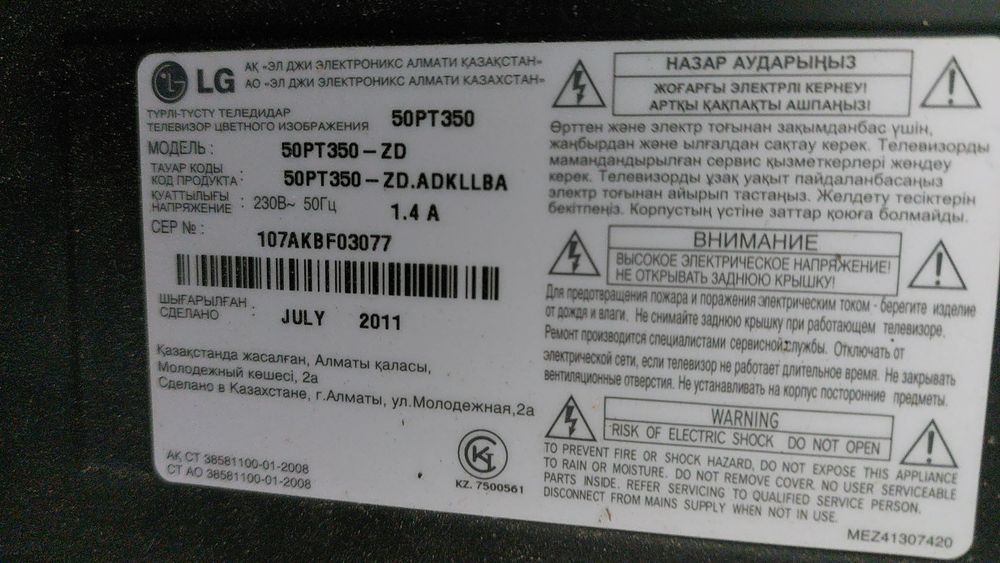 LG
АҚ «ЭЛ ДЖИ ЭЛЕКТРОНИКС АЛМАТИ ҚАЗАҚСТАН»
АО «ЭЛ ДЖИ ЭЛЕКТРОНИКС АЛМАТИ КАЗАХСТАН»
ТҮРЛІ-ТҮСТҮ ТЕЛЕДИДАР
ТЕЛЕВИЗОР ЦВЕТНОГО ИЗОБРАЖЕНИЯ 50PT350
МОДЕЛЬ: 50PT350-ZD
ТАУАР КОДЫ
КОД ПРОДУКТА: 50PT350-ZD.ADKLLBA
ҚУАТТЫЛЫҒЫ
НАПРЯЖЕНИЕ : 230В~ 50Гц 1.4 A
СЕР №: 107AKBF03077
ШЫҒАРЫЛҒАН
СДЕЛАНО : JULY 2011
Қазақстанда жасалған, Алматы қаласы,
Молодежный көшесі, 2а
Сделано в Казахстане, г.Алматы, ул.Молодежная,2а
АҚ СТ 38581100-01-2008
СТ АО 38581100-01-2008
KZ. 7500561
НАЗАР АУДАРЫҢЫЗ
ЖОҒАРҒЫ ЭЛЕКТРЛІ КЕРНЕУ!
АРТҚЫ ҚАҚПАҚТЫ АШПАҢЫЗ!
Өрттен және электр тоғынан зақымданбас үшін,
жаңбырдан және ылғалдан сақтау керек. Телевизорды
мамандандырылған сервис қызметкерлері жөндеу
керек. Телевизорды ұзақ уақыт пайдаланбасаңыз
электр тоғынан айырып тастаңыз. Желдету тесіктерін
бекітпеңіз. Корпустың үстіне заттар қоюға болмайды.
ВНИМАНИЕ
ВЫСОКОЕ ЭЛЕКТРИЧЕСКОЕ НАПРЯЖЕНИЕ!
НЕ ОТКРЫВАТЬ ЗАДНЮЮ КРЫШКУ!
Для предотвращения пожара и поражения электрическим током - берегите изделие
от дождя и влаги. Не снимайте заднюю крышку при работающем телевизоре.
Ремонт производится специалистами сервисной службы. Отключать от
электрической сети, если телевизор не работает длительное время. Не закрывать
вентиляционные отверстия. Не устанавливать на корпус посторонние предметы.
WARNING
RISK OF ELECTRIC SHOCK DO NOT OPEN
TO PREVENT FIRE OR SHOCK HAZARD, DO NOT EXPOSE THIS APPLIANCE
TO RAIN OR MOISTURE. DO NOT REMOVE COVER. NO USER SERVICEABLE
PARTS INSIDE. REFER SERVICING TO QUALIFIED SERVICE PERSON.
DISCONNECT FROM MAINS SUPPLY WHEN NOT IN USE.
MEZ41307420